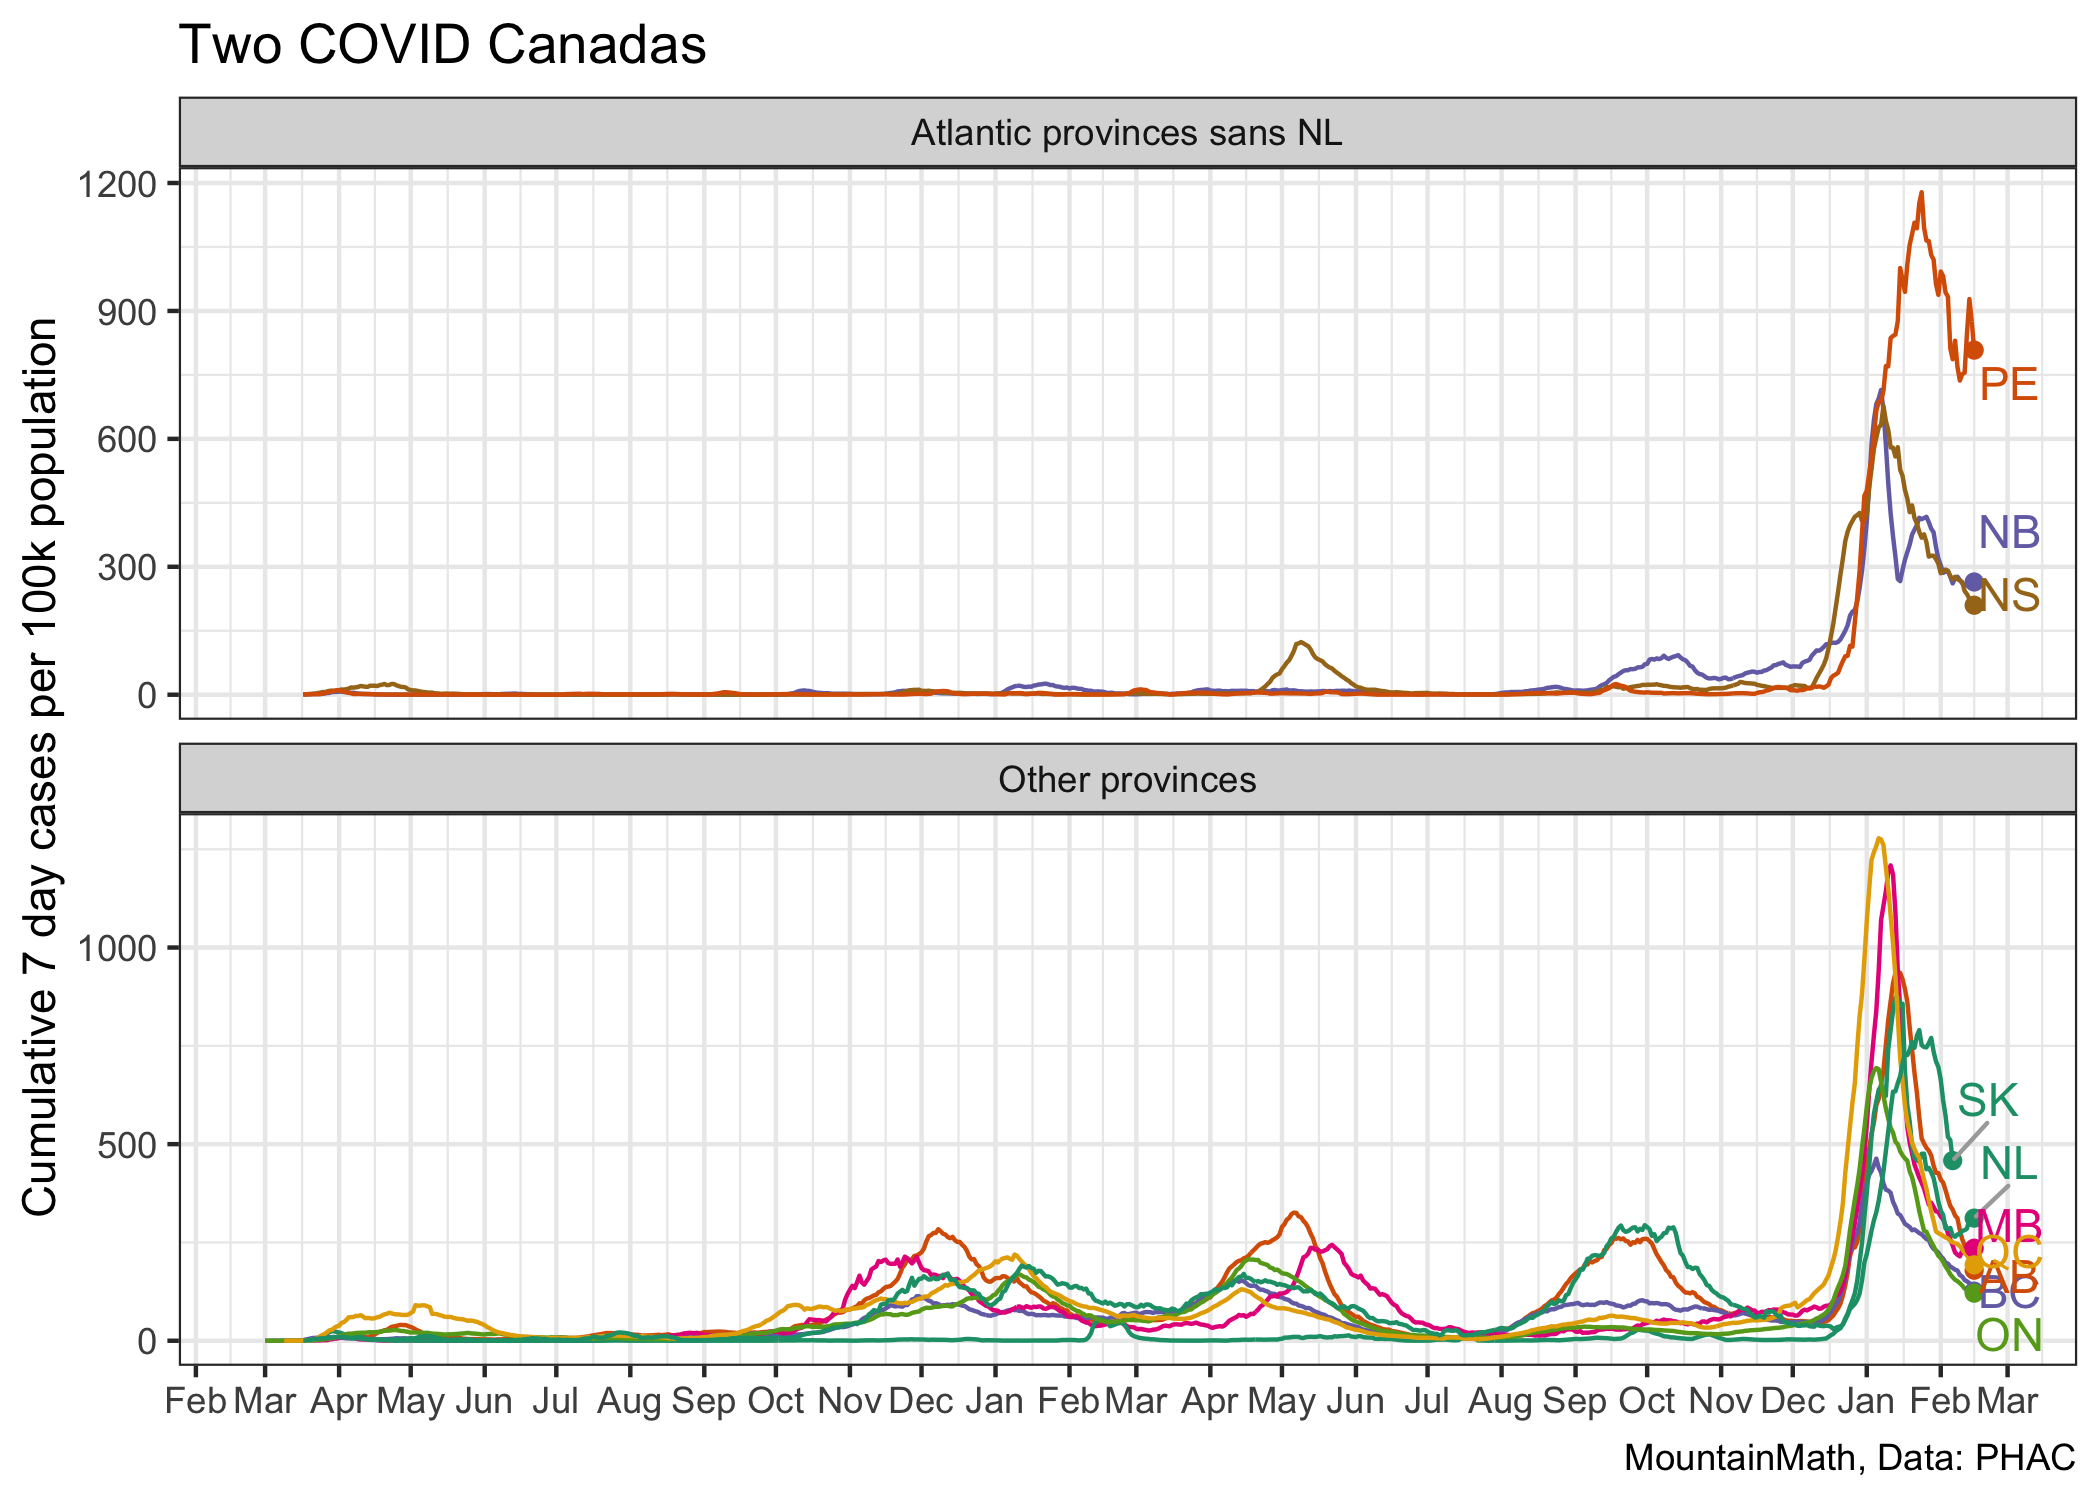 Two COVID Canadas
Atlantic provinces sans NL
Cumulative 7 day cases per 100k population
1200
900
600
300
0
PE
NB
NS
Other provinces
1000
500
0
SK
NL
MB
QC
AB
BC
ON
Feb Mar Apr May Jun Jul Aug Sep Oct Nov Dec Jan Feb Mar Apr May Jun Jul Aug Sep Oct Nov Dec Jan Feb Mar
MountainMath, Data: PHAC